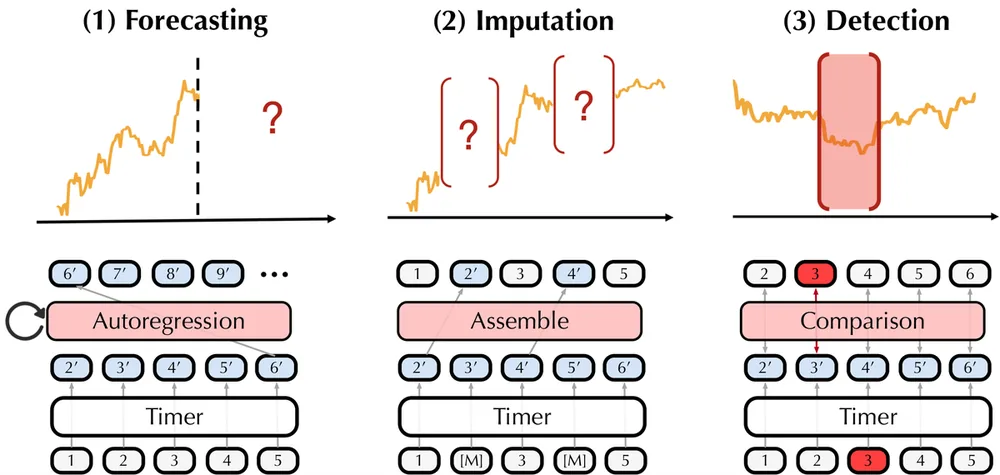 (1) Forecasting
?
6′ 7′ 8′ 9′ •••
Autoregression
2′ 3′ 4′ 5′ 6′
Timer
1 2 3 4 5
(2) Imputation
? ?
1 2′ 3 4′ 5
Assemble
2′ 3′ 4′ 5′ 6′
Timer
1 [M] 3 [M] 5
(3) Detection
2 3 4 5 6
Comparison
2′ 3′ 4′ 5′ 6′
Timer
1 2 3 4 5